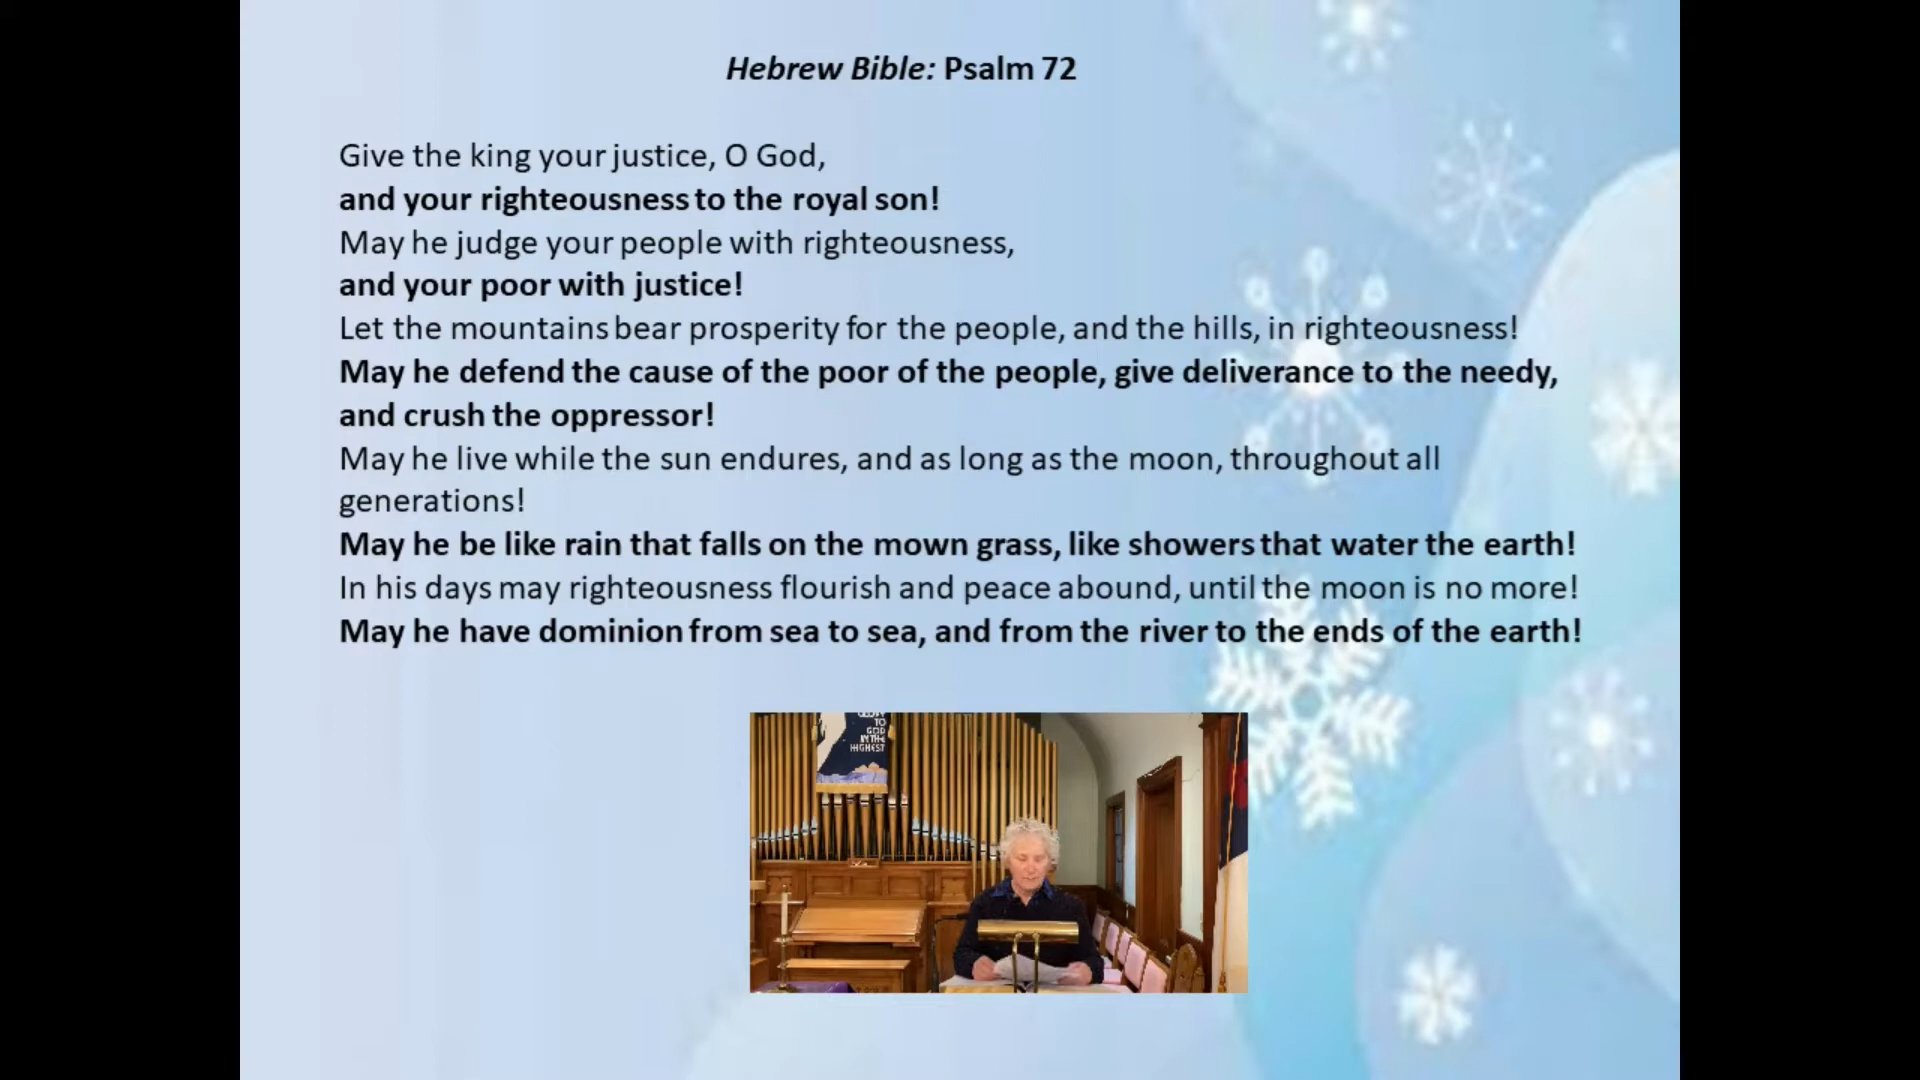 Hebrew Bible: Psalm 72
Give the king your justice, O God,
and your righteousness to the royal son!
May he judge your people with righteousness,
and your poor with justice!
Let the mountains bear prosperity for the people, and the hills, in righteousness!
May he defend the cause of the poor of the people, give deliverance to the needy,
and crush the oppressor!
May he live while the sun endures, and as long as the moon, throughout all
generations!
May he be like rain that falls on the mown grass, like showers that water the earth!
In his days may righteousness flourish and peace abound, until the moon is no more!
May he have dominion from sea to sea, and from the river to the ends of the earth!
GLORY
TO
GOD
IN THE
HIGHEST